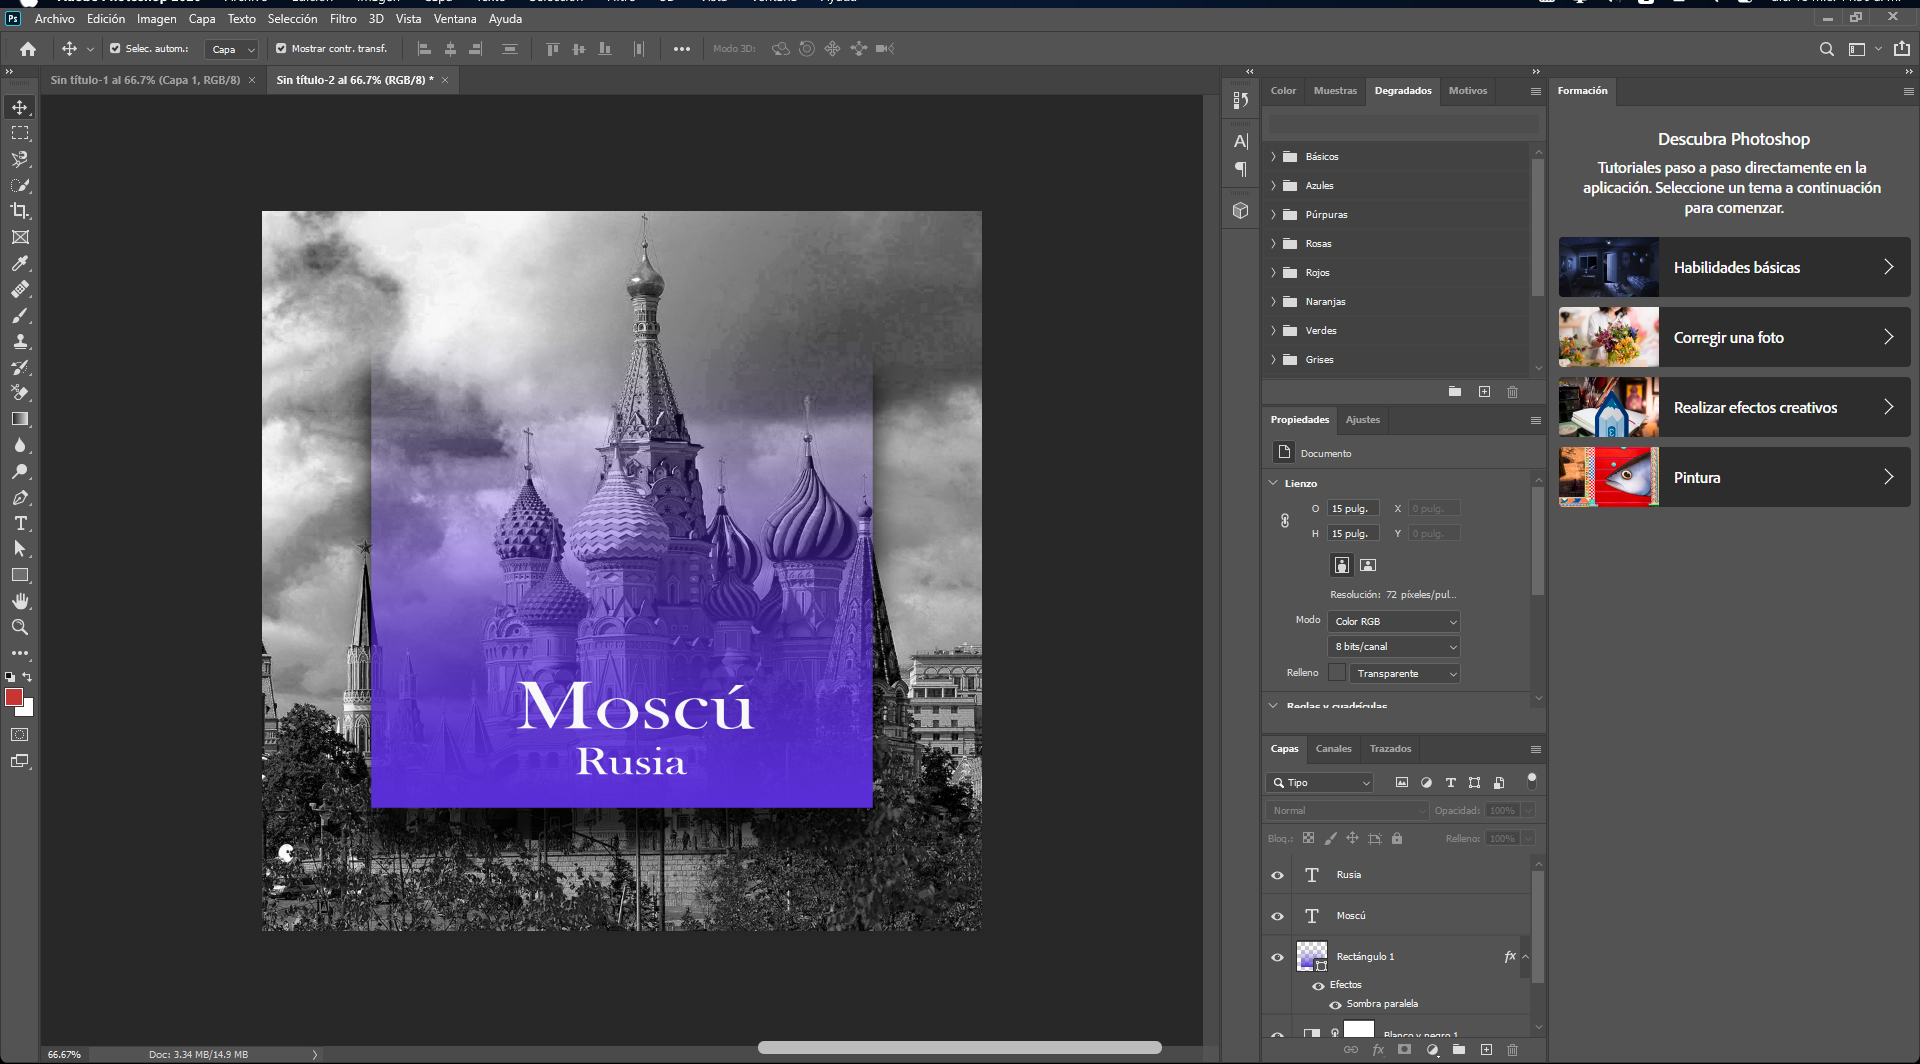 Archivo Edición Imagen Capa Texto Selección Filtro 3D Vista Ventana Ayuda
Selec. autom.: Capa Mostrar contr. transf. Modo 3D:
Sin título-1 al 66.7% (Capa 1, RGB/8) × Sin título-2 al 66.7% (RGB/8) * ×
Color Muestras Degradados Motivos
Básicos
Azules
Púrpuras
Rosas
Rojos
Naranjas
Verdes
Grises
Propiedades Ajustes
Documento
Lienzo
O 15 pulg. X 0 pulg.
H 15 pulg. Y 0 pulg.
Resolución: 72 píxeles/pul...
Modo Color RGB
8 bits/canal
Relleno Transparente
Reglas y cuadrículas
Capas Canales Trazados
Tipo
Normal Opacidad: 100%
Bloq.: Relleno: 100%
Rusia
Moscú
Rectángulo 1 fx
Efectos
Sombra paralela
Blanco y negro 1
Formación
Descubra Photoshop
Tutoriales paso a paso directamente en la
aplicación. Seleccione un tema a continuación
para comenzar.
Habilidades básicas
Corregir una foto
Realizar efectos creativos
Pintura
Moscú
Rusia
66.67% Doc: 3.34 MB/14.9 MB